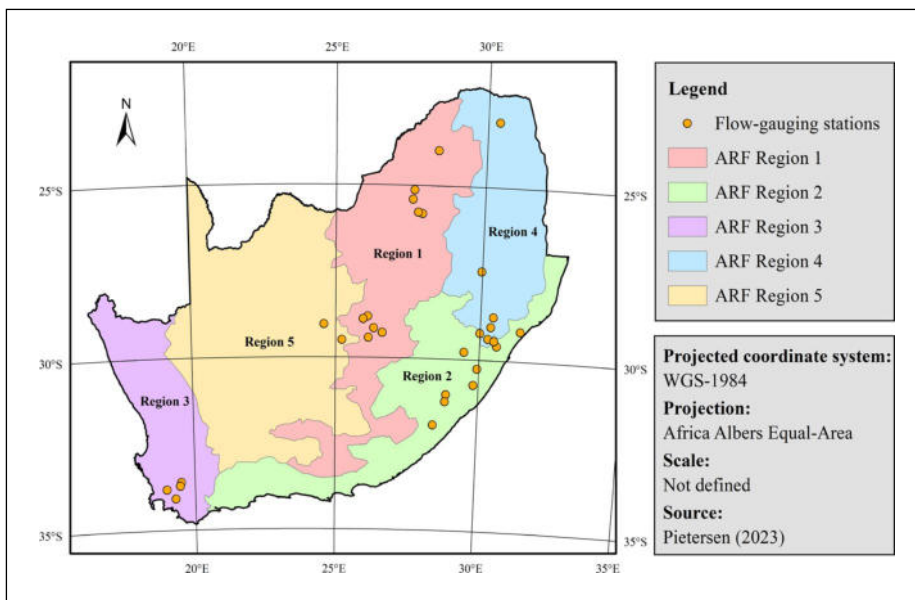 20°E 25°E 30°E
N
25°S 25°S
Region 4
Region 1
Region 5
30°S 30°S
Region 2
Region 3
35°S 35°S
20°E 25°E 30°E 35°E
Legend
Flow-gauging stations
ARF Region 1
ARF Region 2
ARF Region 3
ARF Region 4
ARF Region 5
Projected coordinate system:
WGS-1984
Projection:
Africa Albers Equal-Area
Scale:
Not defined
Source:
Pietersen (2023)